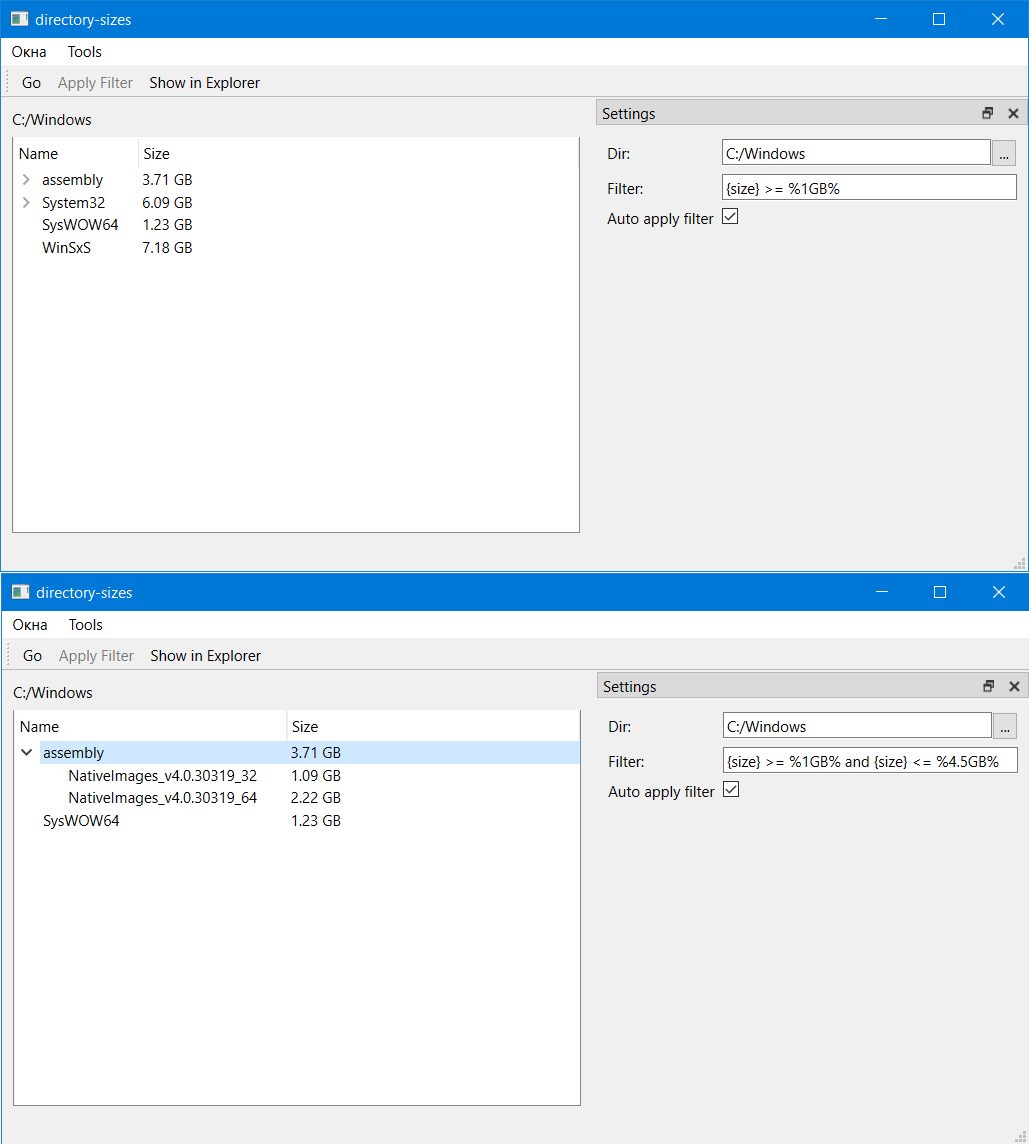 directory-sizes
Окна Tools
Go Apply Filter Show in Explorer
C:/Windows
Name Size
assembly 3.71 GB
System32 6.09 GB
SysWOW64 1.23 GB
WinSxS 7.18 GB
Settings
Dir: C:/Windows ...
Filter: {size} >= %1GB%
Auto apply filter
directory-sizes
Окна Tools
Go Apply Filter Show in Explorer
C:/Windows
Name Size
assembly 3.71 GB
NativeImages_v4.0.30319_32 1.09 GB
NativeImages_v4.0.30319_64 2.22 GB
SysWOW64 1.23 GB
Settings
Dir: C:/Windows ...
Filter: {size} >= %1GB% and {size} <= %4.5GB%
Auto apply filter